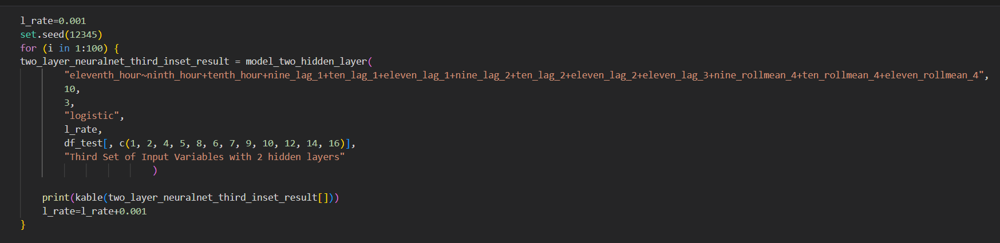 l_rate=0.001
set.seed(12345)
for (i in 1:100) {
two_layer_neuralnet_third_inset_result = model_two_hidden_layer(
"eleventh_hour~ninth_hour+tenth_hour+nine_lag_1+ten_lag_1+eleven_lag_1+nine_lag_2+ten_lag_2+eleven_lag_2+eleven_lag_3+nine_rollmean_4+ten_rollmean_4+eleven_rollmean_4",
10,
3,
"logistic",
l_rate,
df_test[, c(1, 2, 4, 5, 8, 6, 7, 9, 10, 12, 14, 16)],
"Third Set of Input Variables with 2 hidden layers"
)
print(kable(two_layer_neuralnet_third_inset_result[]))
l_rate=l_rate+0.001
}